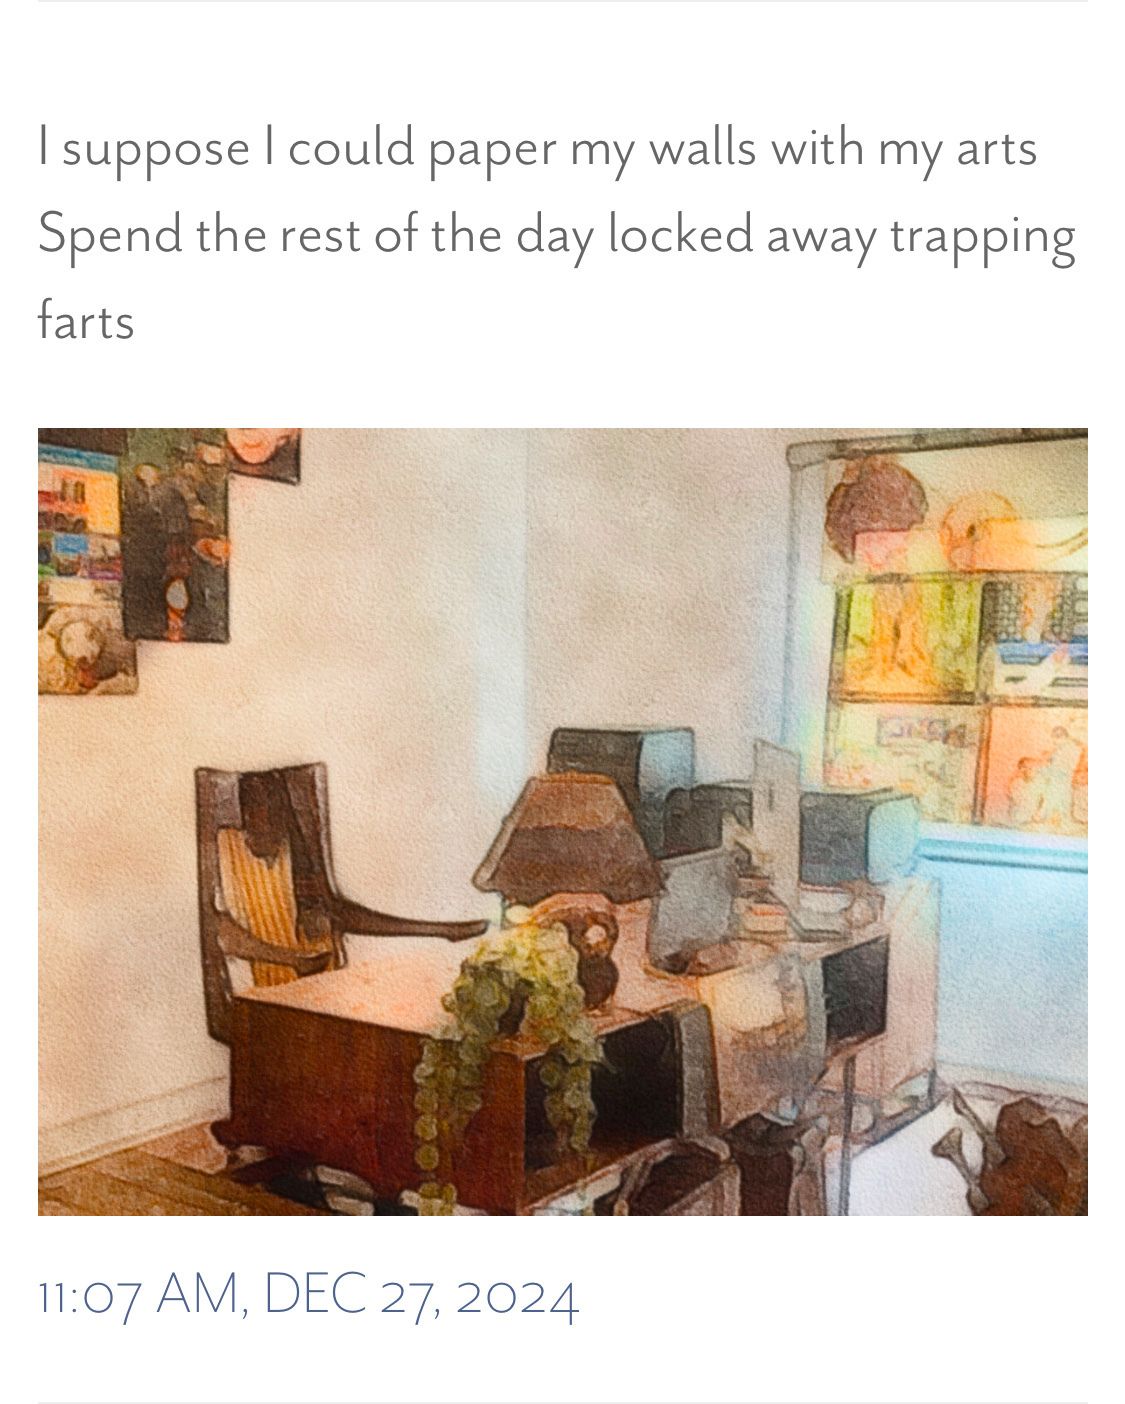 I suppose I could paper my walls with my arts
Spend the rest of the day locked away trapping
farts
11:07 AM, DEC 27, 2024